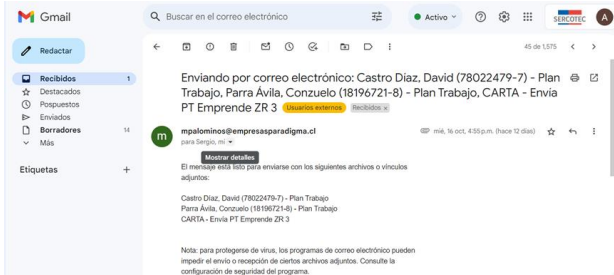 Gmail
Buscar en el correo electrónico
Activo
SERCOTEC
A
Redactar
45 de 1,575
Recibidos 1
Destacados
Pospuestos
Enviados
Borradores 14
Más
Etiquetas +
Enviando por correo electrónico: Castro Díaz, David (78022479-7) - Plan
Trabajo, Parra Ávila, Conzuelo (18196721-8) - Plan Trabajo, CARTA - Envía
PT Emprende ZR 3 Usuarios externos Recibidos x
m
mpalominos@empresasparadigma.cl mié, 16 oct, 4:55 p.m. (hace 12 días)
para Sergio, mí
Mostrar detalles
El mensaje está listo para enviarse con los siguientes archivos o vínculos
adjuntos:
Castro Díaz, David (78022479-7) - Plan Trabajo
Parra Ávila, Conzuelo (18196721-8) - Plan Trabajo
CARTA - Envía PT Emprende ZR 3
Nota: para protegerse de virus, los programas de correo electrónico pueden
impedir el envío o recepción de ciertos archivos adjuntos. Consulte la
configuración de seguridad del programa.